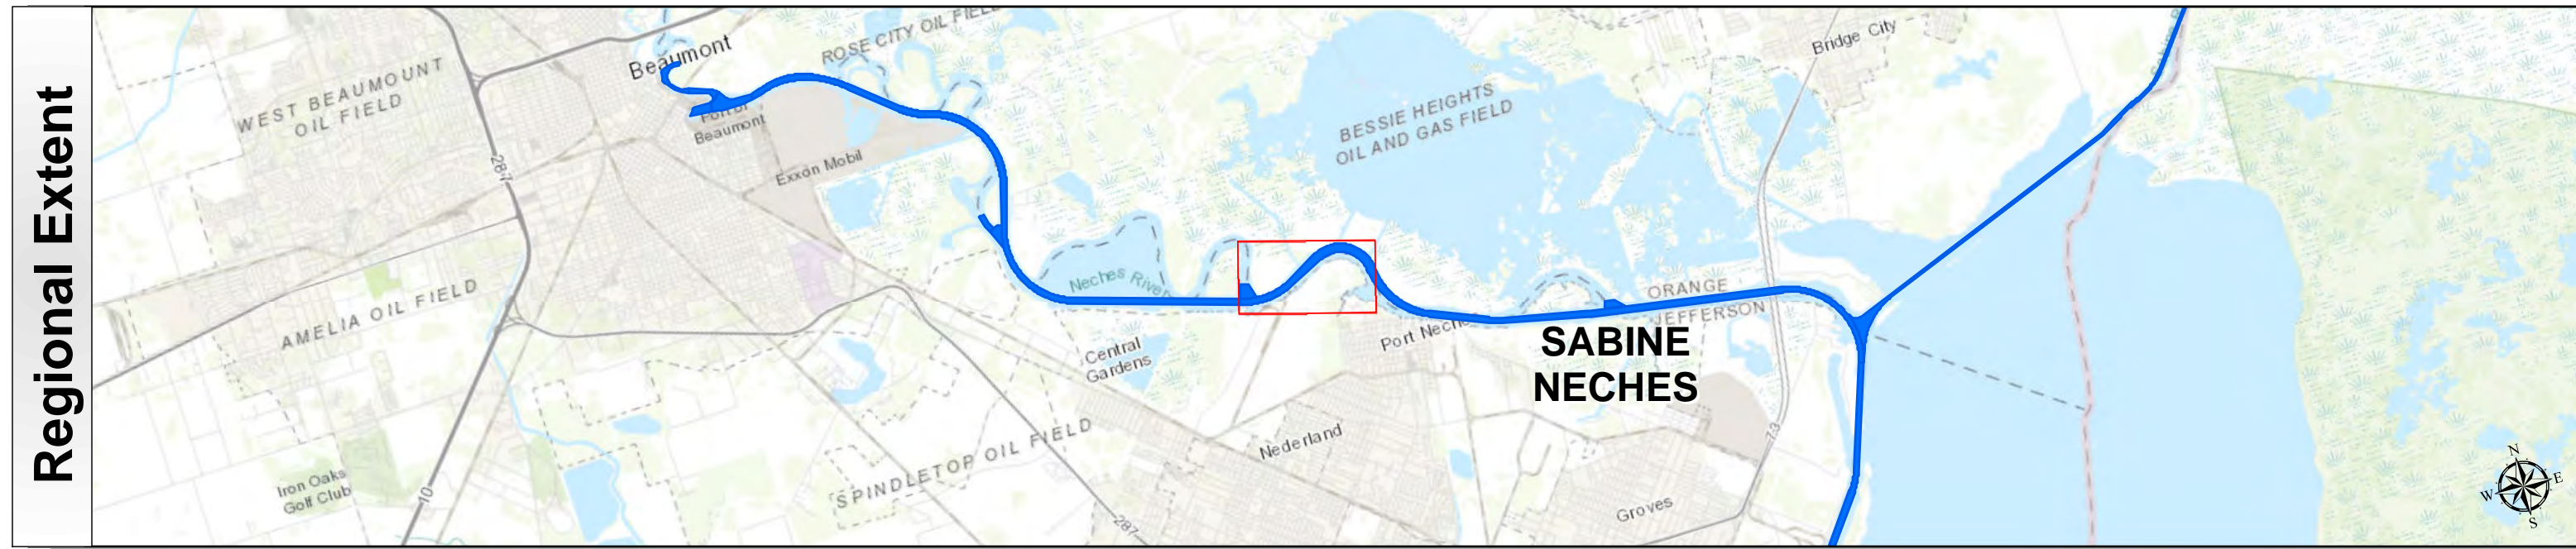 Regional Extent
Beaumont
ROSE CITY OIL FIEL
Bridge City
WEST BEAUMOUNT
OIL FIELD
Port of
Beaumont
BESSIE HEIGHTS
OIL AND GAS FIELD
287
Exxon Mobil
Neches River
AMELIA OIL FIELD
ORANGE
JEFFERSON
Port Neches
SABINE
NECHES
Central
Gardens
Nederland
73
SPINDLETOP OIL FIELD
Iron Oaks
Golf Club
10
287
Groves
N
W
E
S